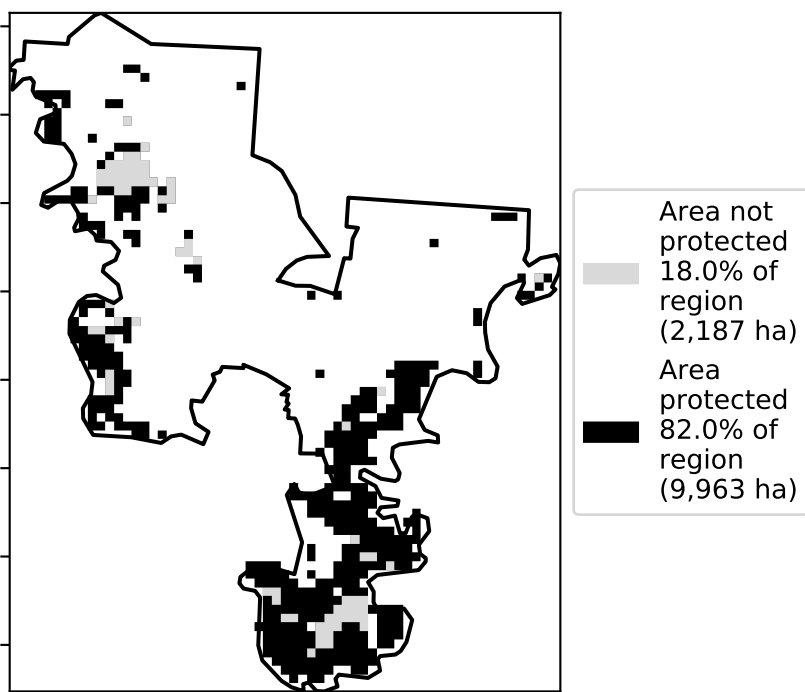 Area not
protected
18.0% of
region
(2,187 ha)
Area
protected
82.0% of
region
(9,963 ha)